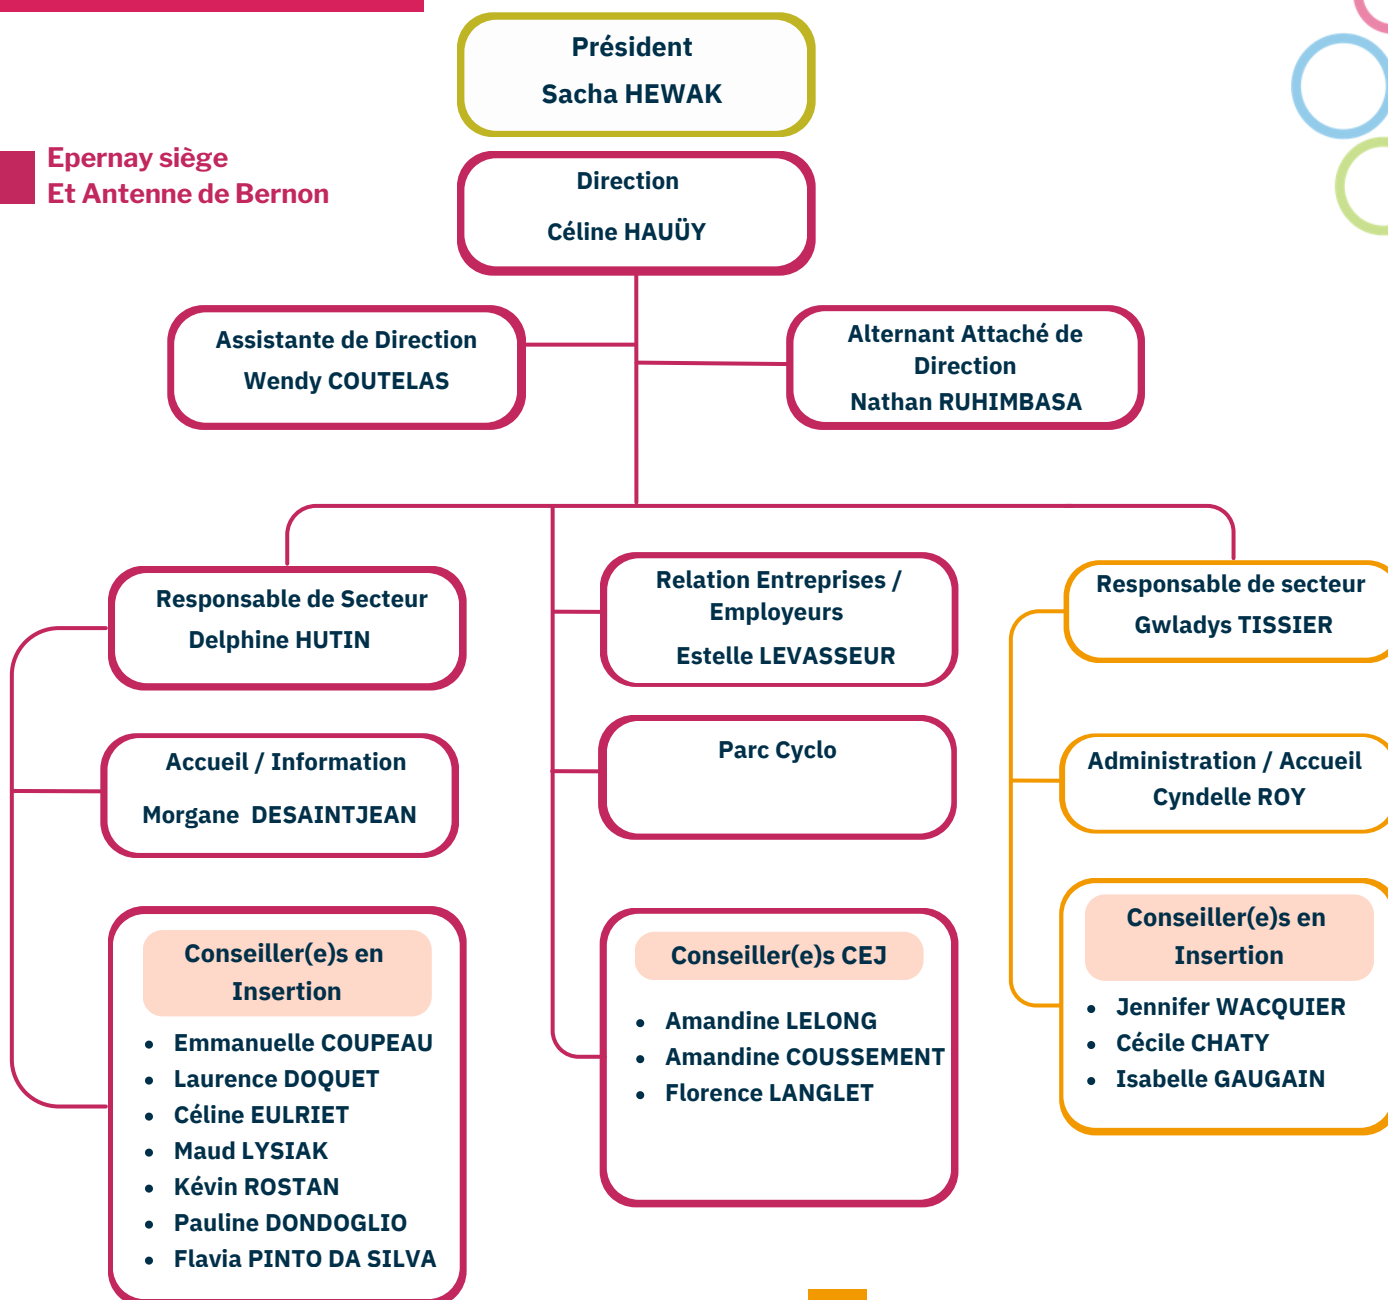 Président
Sacha HEWAK
Epernay siège
Et Antenne de Bernon
Direction
Céline HAUÜY
Assistante de Direction
Wendy COUTELAS
Alternant Attaché de
Direction
Nathan RUHIMBASA
Responsable de Secteur
Delphine HUTIN
Relation Entreprises /
Employeurs
Estelle LEVASSEUR
Responsable de secteur
Gwladys TISSIER
Accueil / Information
Morgane DESAINTJEAN
Parc Cyclo
Administration / Accueil
Cyndelle ROY
Conseiller(e)s en
Insertion
• Emmanuelle COUPEAU
• Laurence DOQUET
• Céline EULRIET
• Maud LYSIAK
• Kévin ROSTAN
• Pauline DONDOGLIO
• Flavia PINTO DA SILVA
Conseiller(e)s CEJ
• Amandine LELONG
• Amandine COUSSEMENT
• Florence LANGLET
Conseiller(e)s en
Insertion
• Jennifer WACQUIER
• Cécile CHATY
• Isabelle GAUGAIN